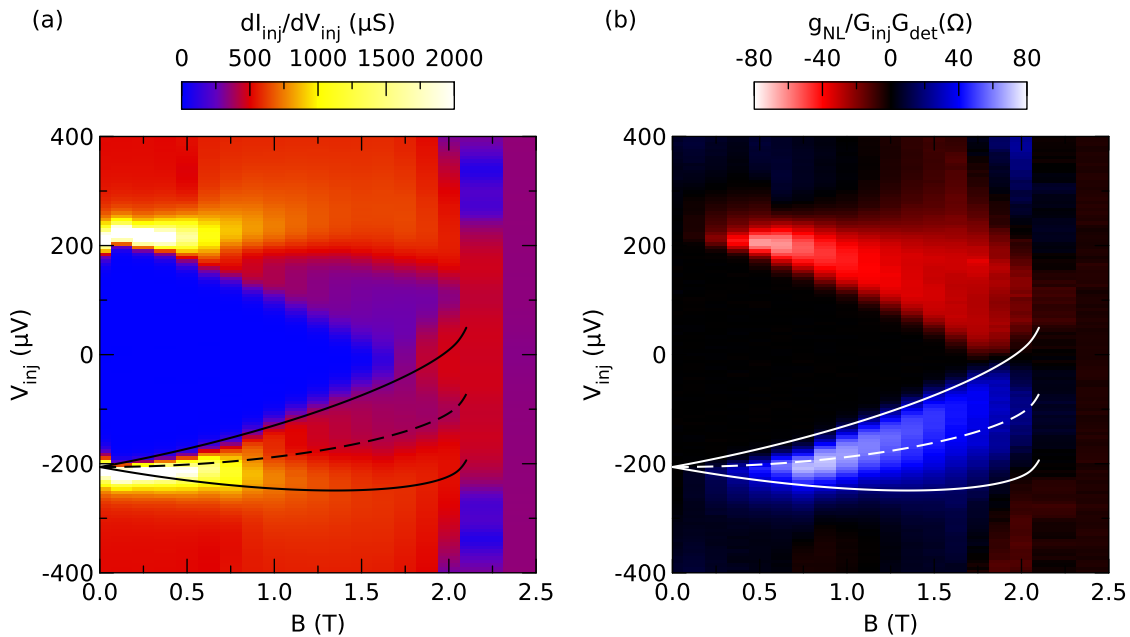 (a)
dI_inj/dV_inj (μS)
0 500 1000 1500 2000
400
200
0
-200
-400
V_inj (μV)
0.0 0.5 1.0 1.5 2.0 2.5
B (T)
(b)
g_NL/G_injG_det(Ω)
-80 -40 0 40 80
400
200
0
-200
-400
V_inj (μV)
0.0 0.5 1.0 1.5 2.0 2.5
B (T)